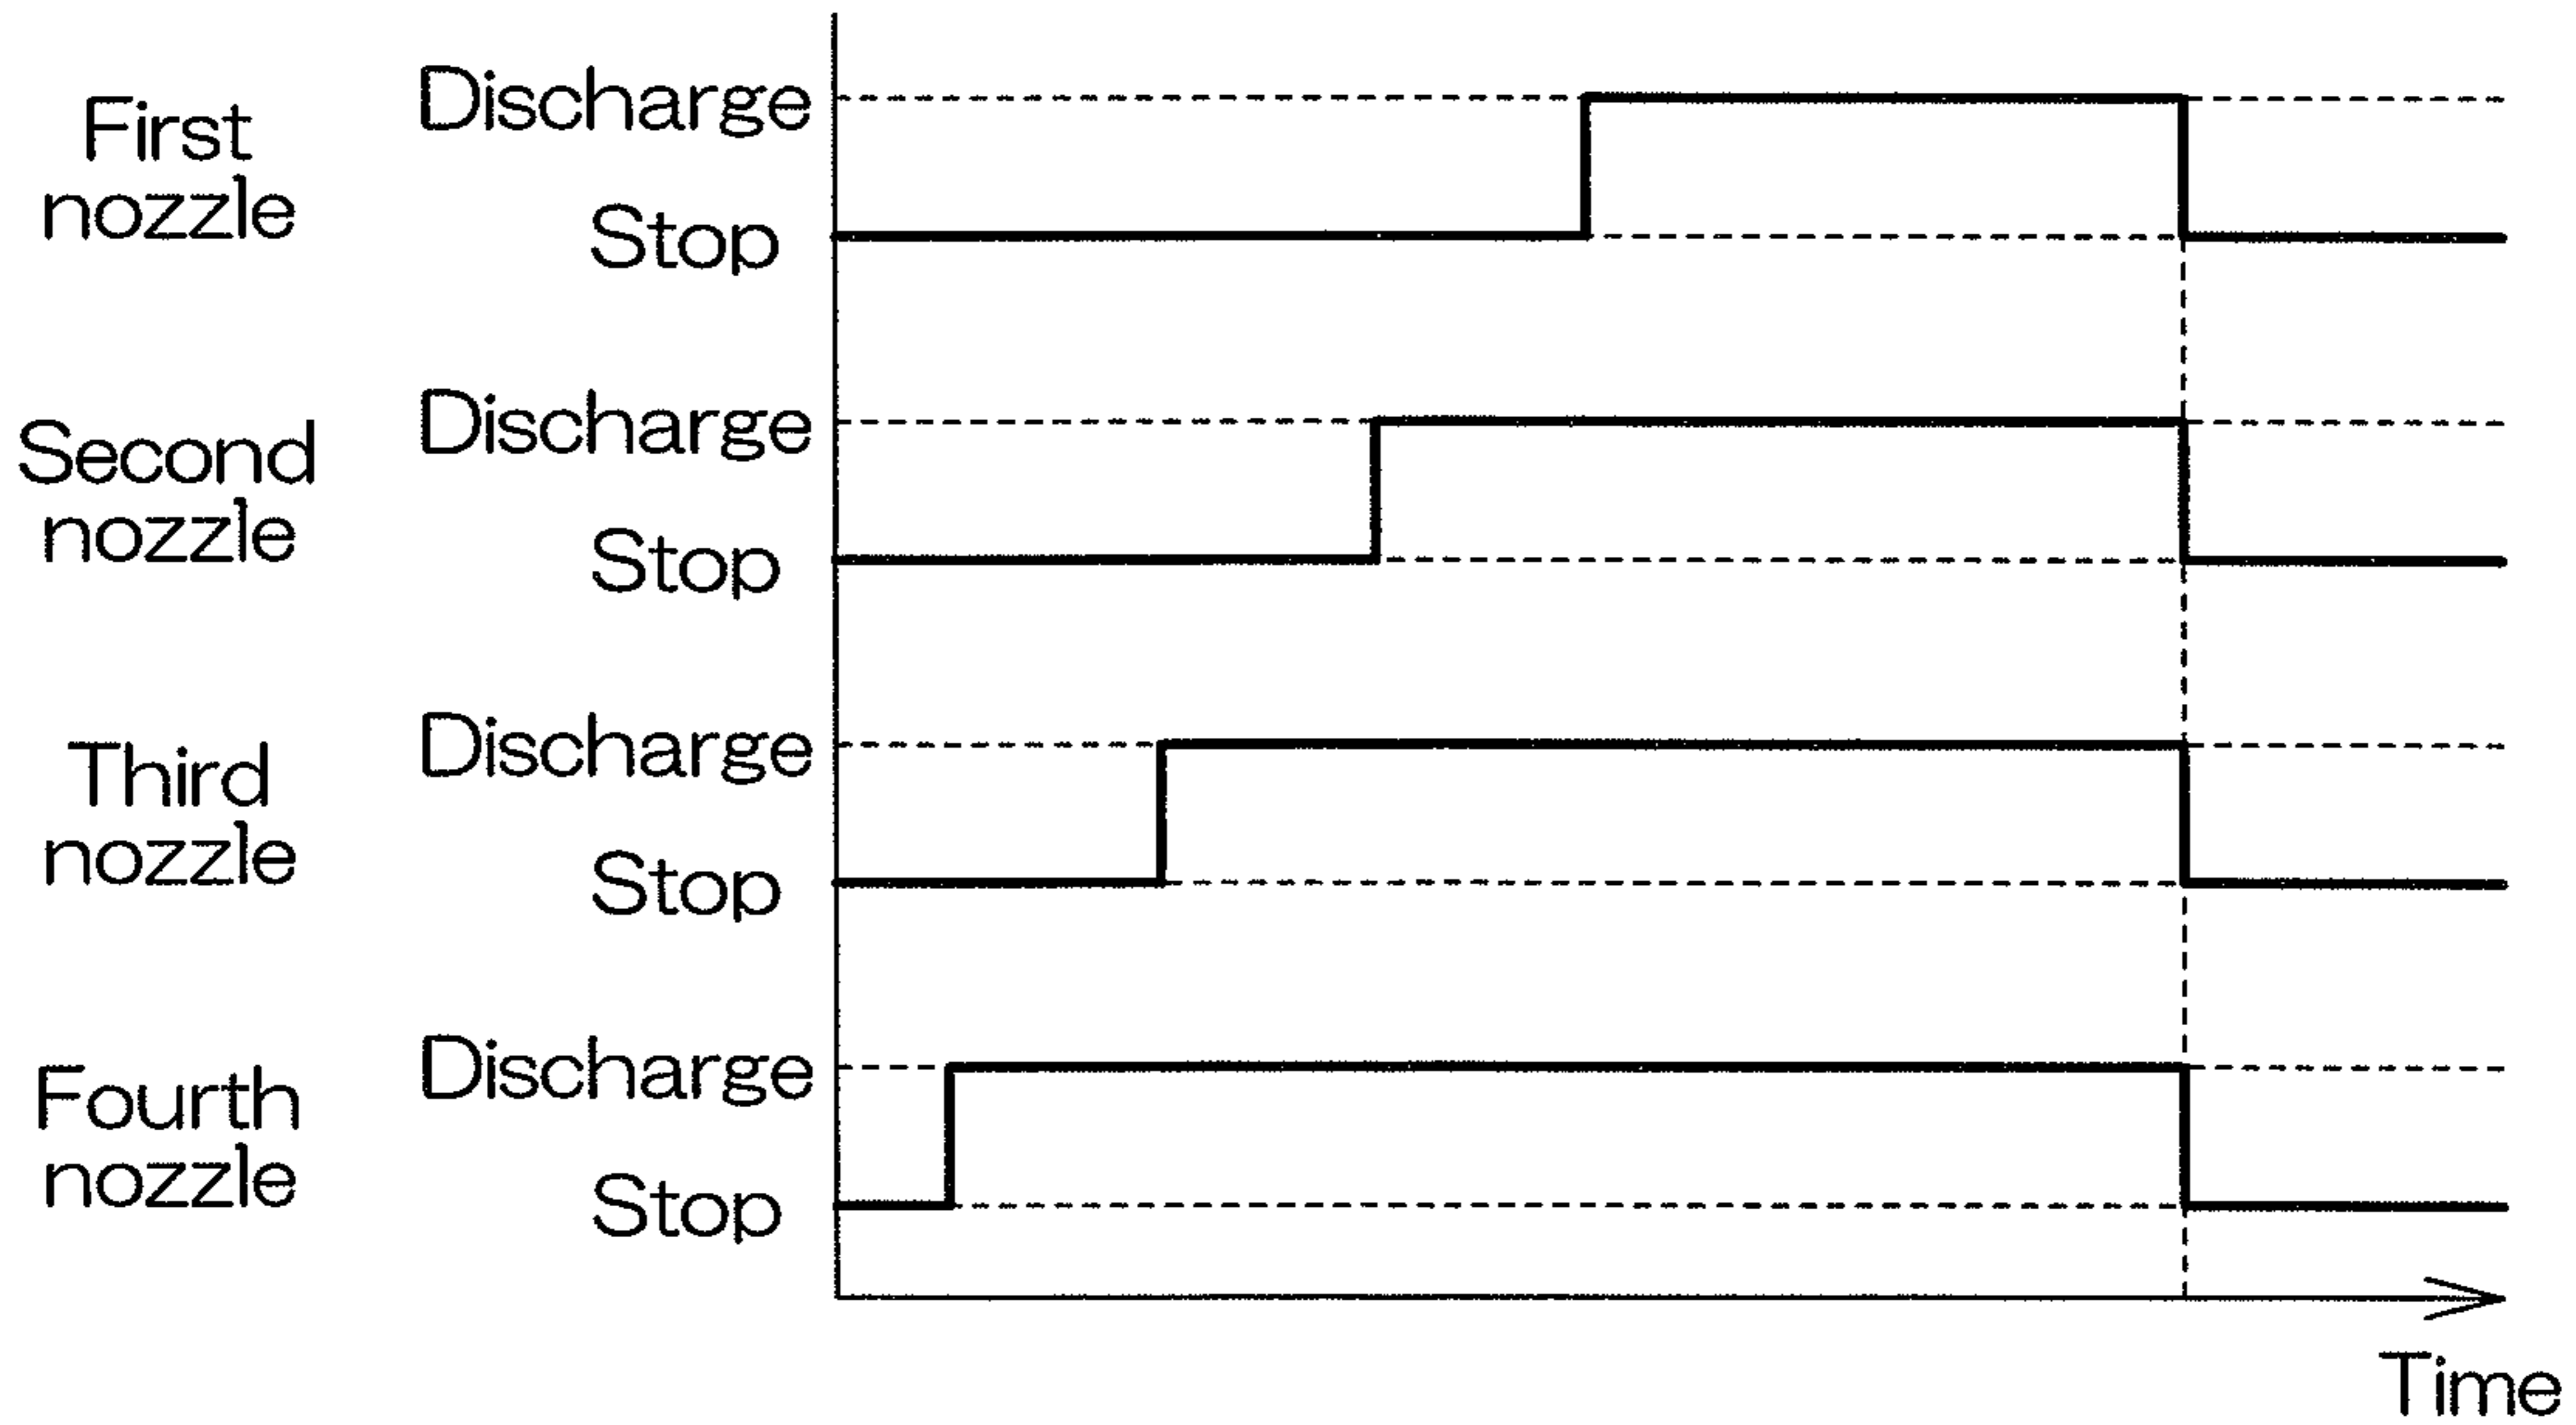 Discharge
First
nozzle
Stop
Discharge
Second
nozzle
Stop
Discharge
Third
nozzle
Stop
Discharge
Fourth
nozzle
Stop
Time